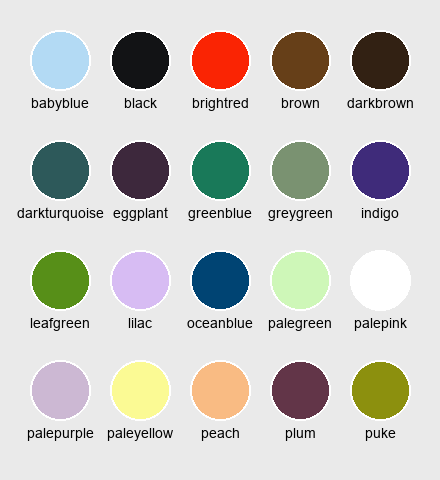 babyblue black brightred brown darkbrown
darkturquoise eggplant greenblue greygreen indigo
leafgreen lilac oceanblue palegreen palepink
palepurple paleyellow peach plum puke